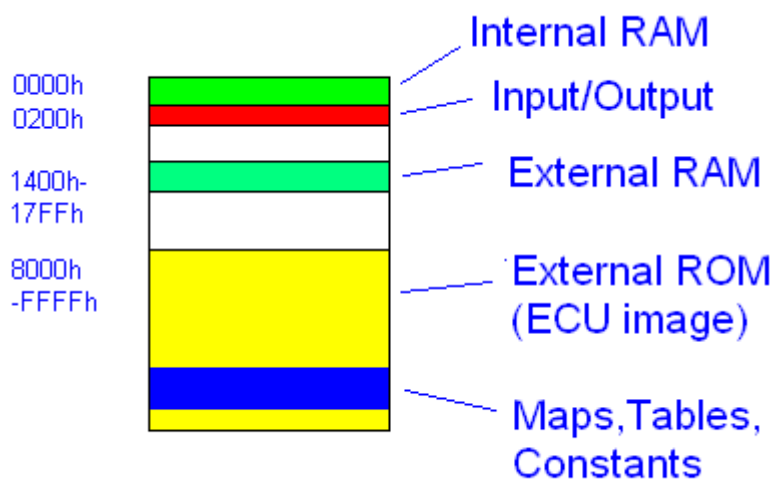 Internal RAM
0000h
Input/Output
0200h
External RAM
1400h-
17FFh
8000h
-FFFFh
External ROM
(ECU image)
Maps,Tables,
Constants